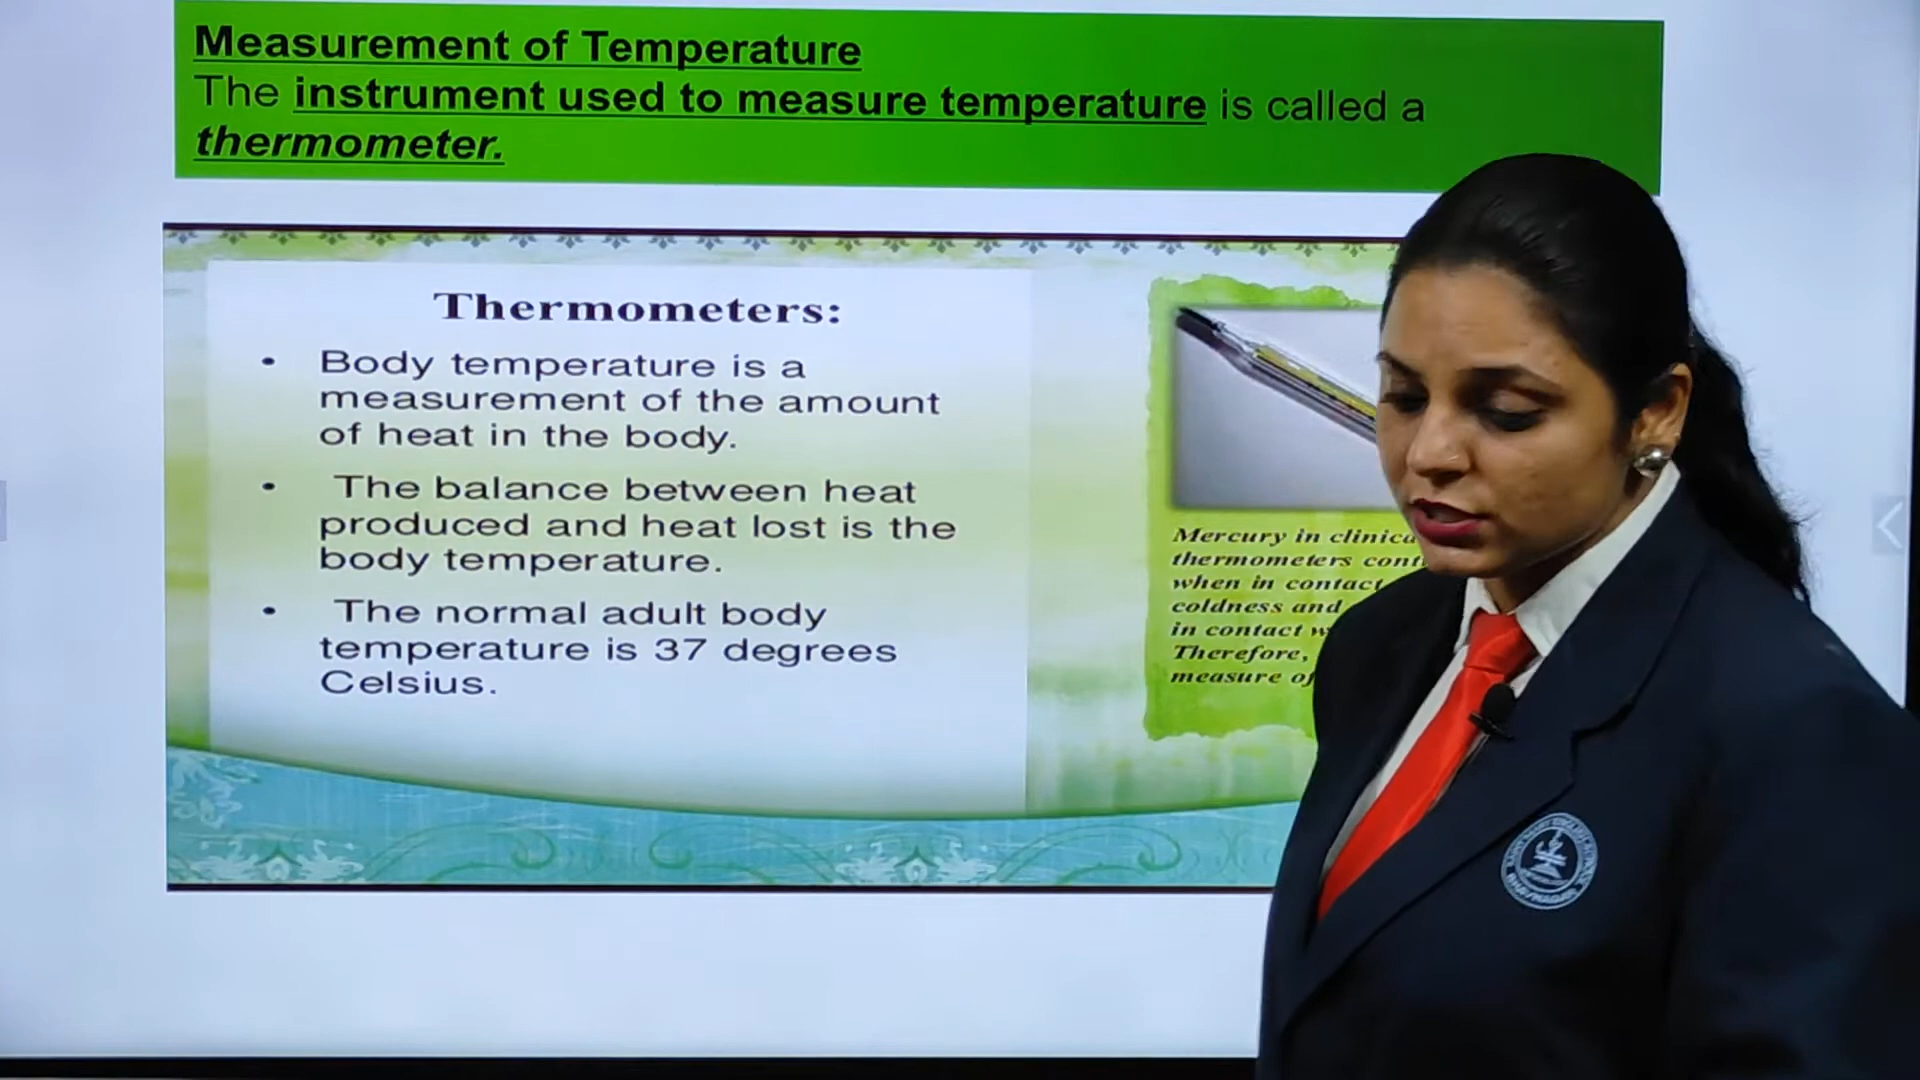 Measurement of Temperature
The instrument used to measure temperature is called a
thermometer.
Thermometers:
• Body temperature is a
measurement of the amount
of heat in the body.
• The balance between heat
produced and heat lost is the
body temperature.
• The normal adult body
temperature is 37 degrees
Celsius.
Mercury in
thermometers
when in contact
coldness and
in contact
Therefore,
measure